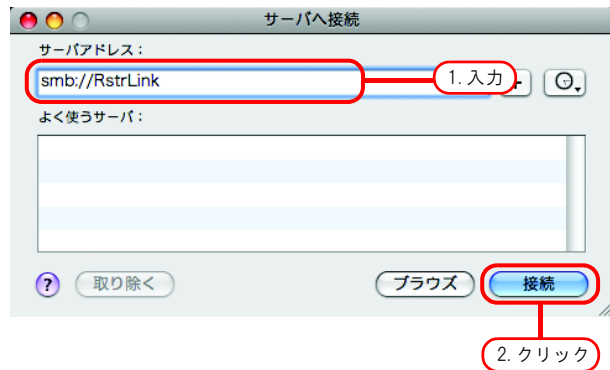 サーバへ接続
サーバアドレス：
smb://RstrLink
1. 入力
+
よく使うサーバ：
?
取り除く
ブラウズ
接続
2. クリック